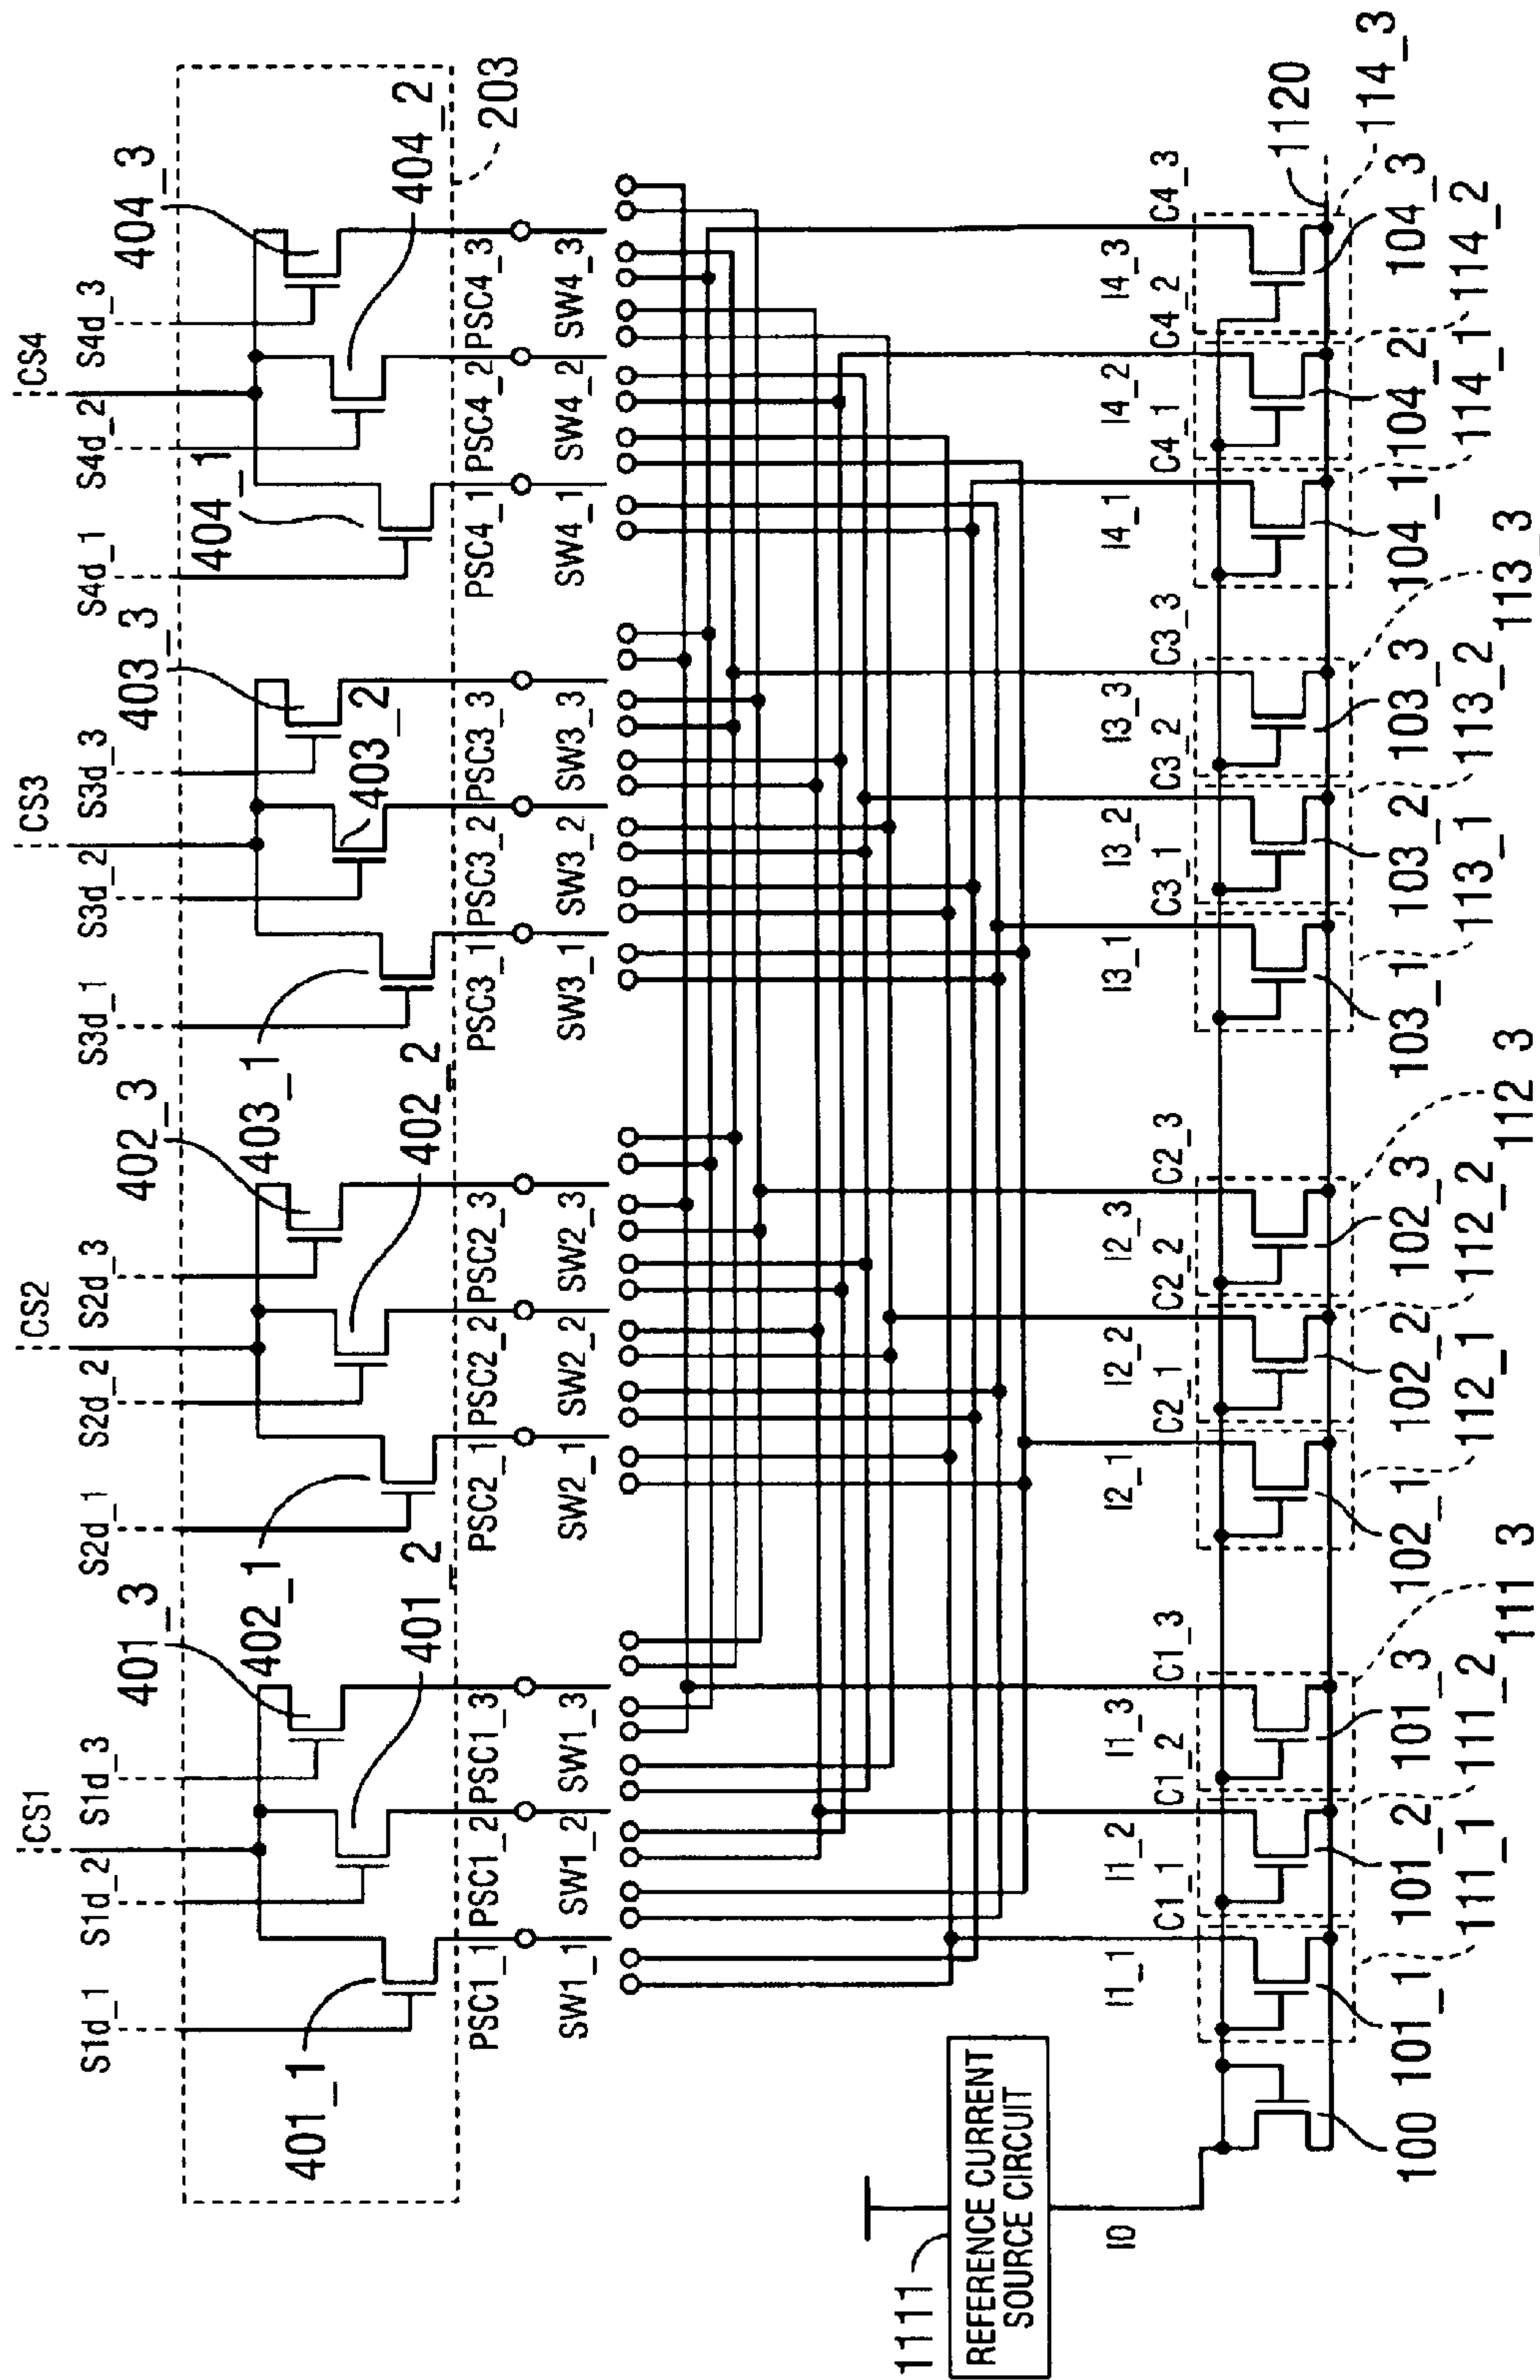 CS1
CS2
CS3
CS4
S1d_1
S1d_2
S1d_3
S2d_1
S2d_2
S2d_3
S3d_1
S3d_2
S3d_3
S4d_1
S4d_2
S4d_3
401_1
401_2
401_3
402_1
402_2
402_3
403_1
403_2
403_3
404_1
404_2
404_3
203
PSC1_1
PSC1_2
PSC1_3
PSC2_1
PSC2_2
PSC2_3
PSC3_1
PSC3_2
PSC3_3
PSC4_1
PSC4_2
PSC4_3
SW1_1
SW1_2
SW1_3
SW2_1
SW2_2
SW2_3
SW3_1
SW3_2
SW3_3
SW4_1
SW4_2
SW4_3
1111
REFERENCE CURRENT
SOURCE CIRCUIT
I0
I1_1
I1_2
I1_3
I2_1
I2_2
I2_3
I3_1
I3_2
I3_3
I4_1
I4_2
I4_3
C1_1
C1_2
C1_3
C2_1
C2_2
C2_3
C3_1
C3_2
C3_3
C4_1
C4_2
C4_3
1120
100
101_1
101_2
101_3
102_1
102_2
102_3
103_1
103_2
103_3
104_1
104_2
104_3
111_1
111_2
111_3
112_1
112_2
112_3
113_1
113_2
113_3
114_1
114_2
114_3